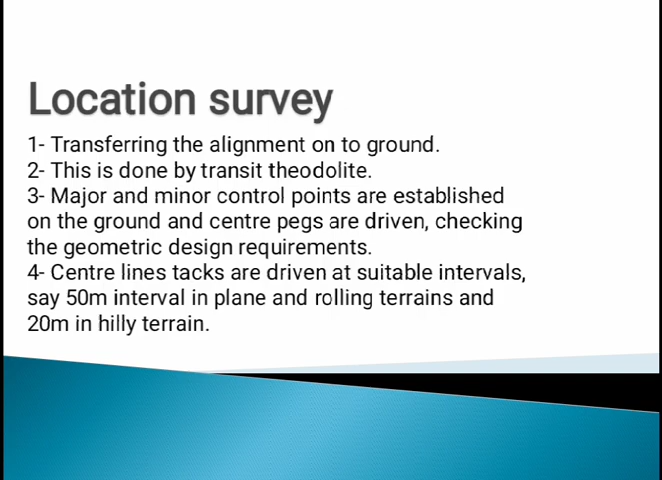 Location survey
1- Transferring the alignment on to ground.
2- This is done by transit theodolite.
3- Major and minor control points are established
on the ground and centre pegs are driven, checking
the geometric design requirements.
4- Centre lines tacks are driven at suitable intervals,
say 50m interval in plane and rolling terrains and
20m in hilly terrain.